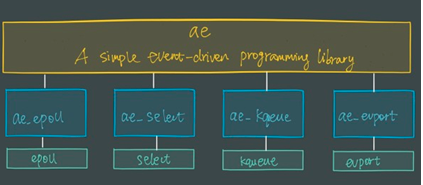 ae
A simple event-driven programming library
ae_epoll
ae_select
ae_kqueue
ae_evport
epoll
select
kqueue
evport